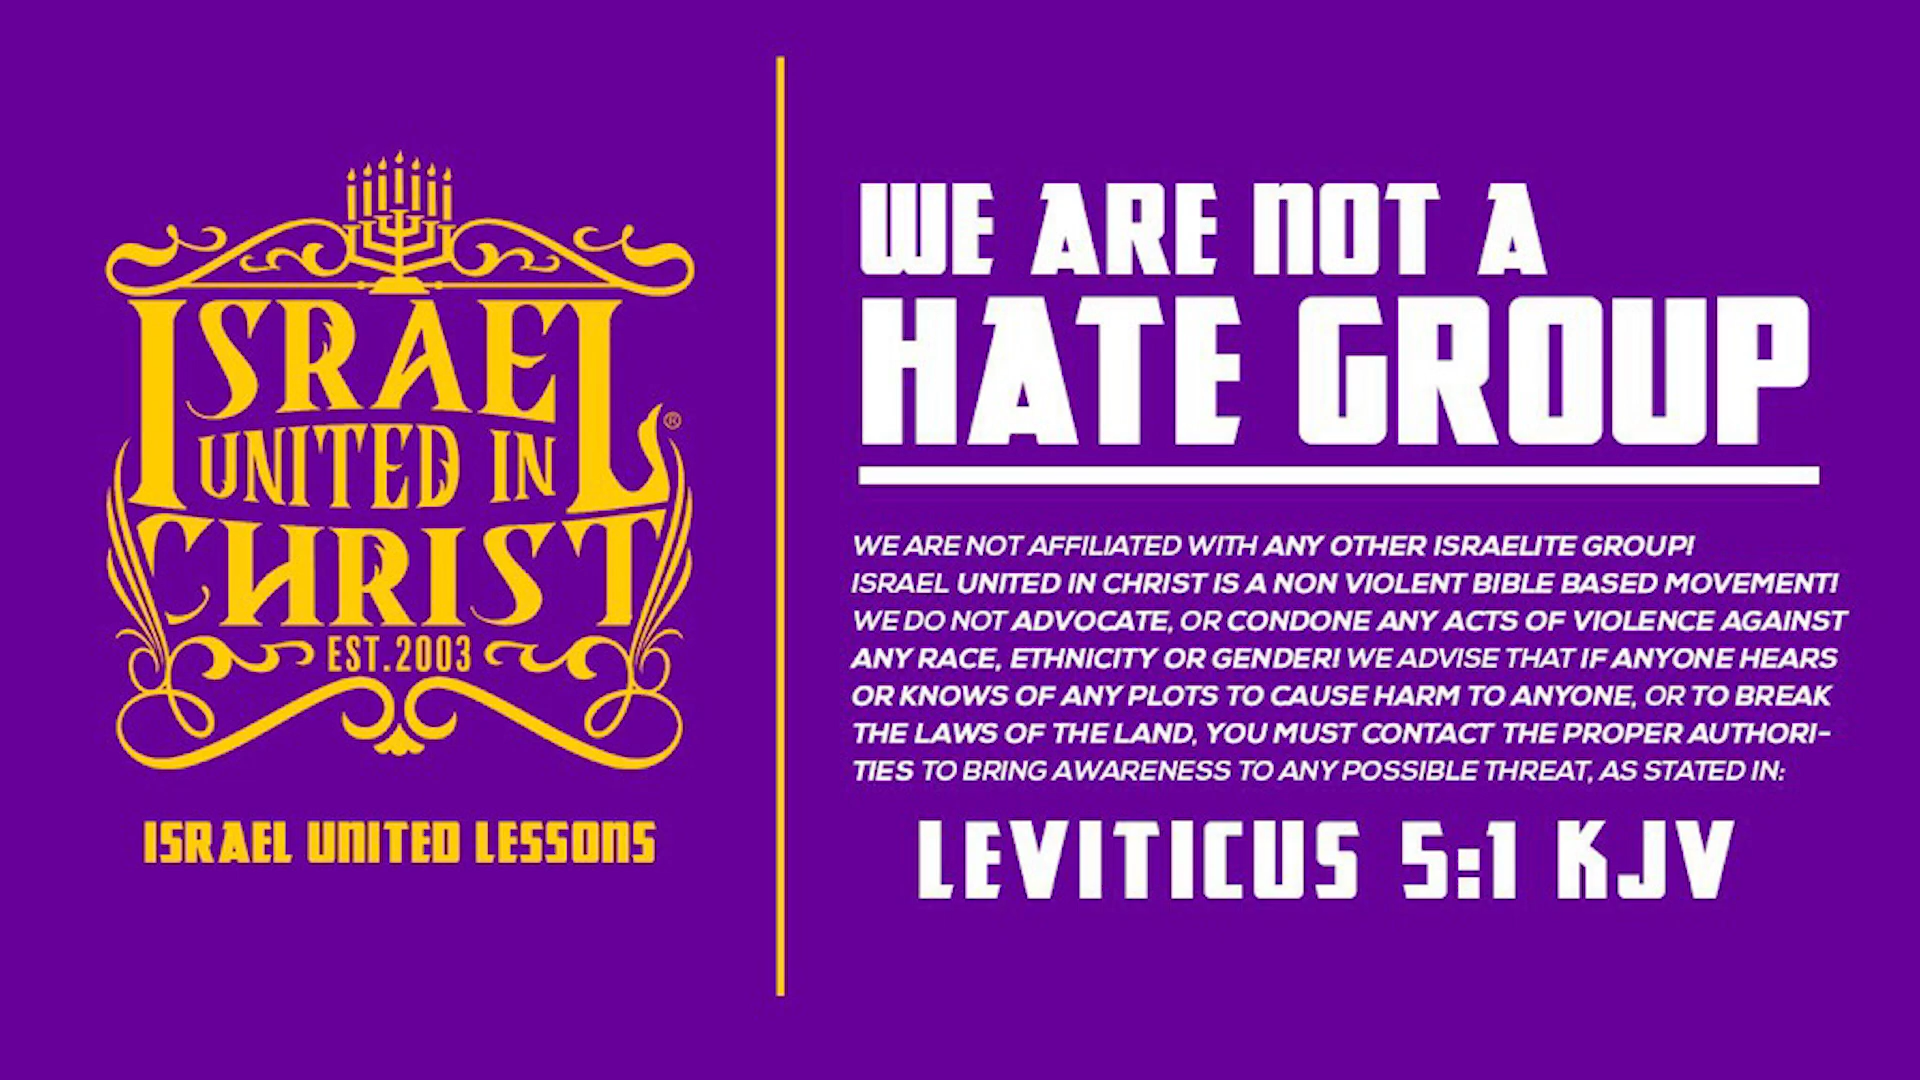 ISRAEL
UNITED IN
CHRIST
®
EST.2003
ISRAEL UNITED LESSONS
WE ARE NOT A
HATE GROUP
WE ARE NOT AFFILIATED WITH ANY OTHER ISRAELITE GROUP!
ISRAEL UNITED IN CHRIST IS A NON VIOLENT BIBLE BASED MOVEMENT!
WE DO NOT ADVOCATE, OR CONDONE ANY ACTS OF VIOLENCE AGAINST
ANY RACE, ETHNICITY OR GENDER! WE ADVISE THAT IF ANYONE HEARS
OR KNOWS OF ANY PLOTS TO CAUSE HARM TO ANYONE, OR TO BREAK
THE LAWS OF THE LAND, YOU MUST CONTACT THE PROPER AUTHORI-
TIES TO BRING AWARENESS TO ANY POSSIBLE THREAT, AS STATED IN:
LEVITICUS 5:1 KJV